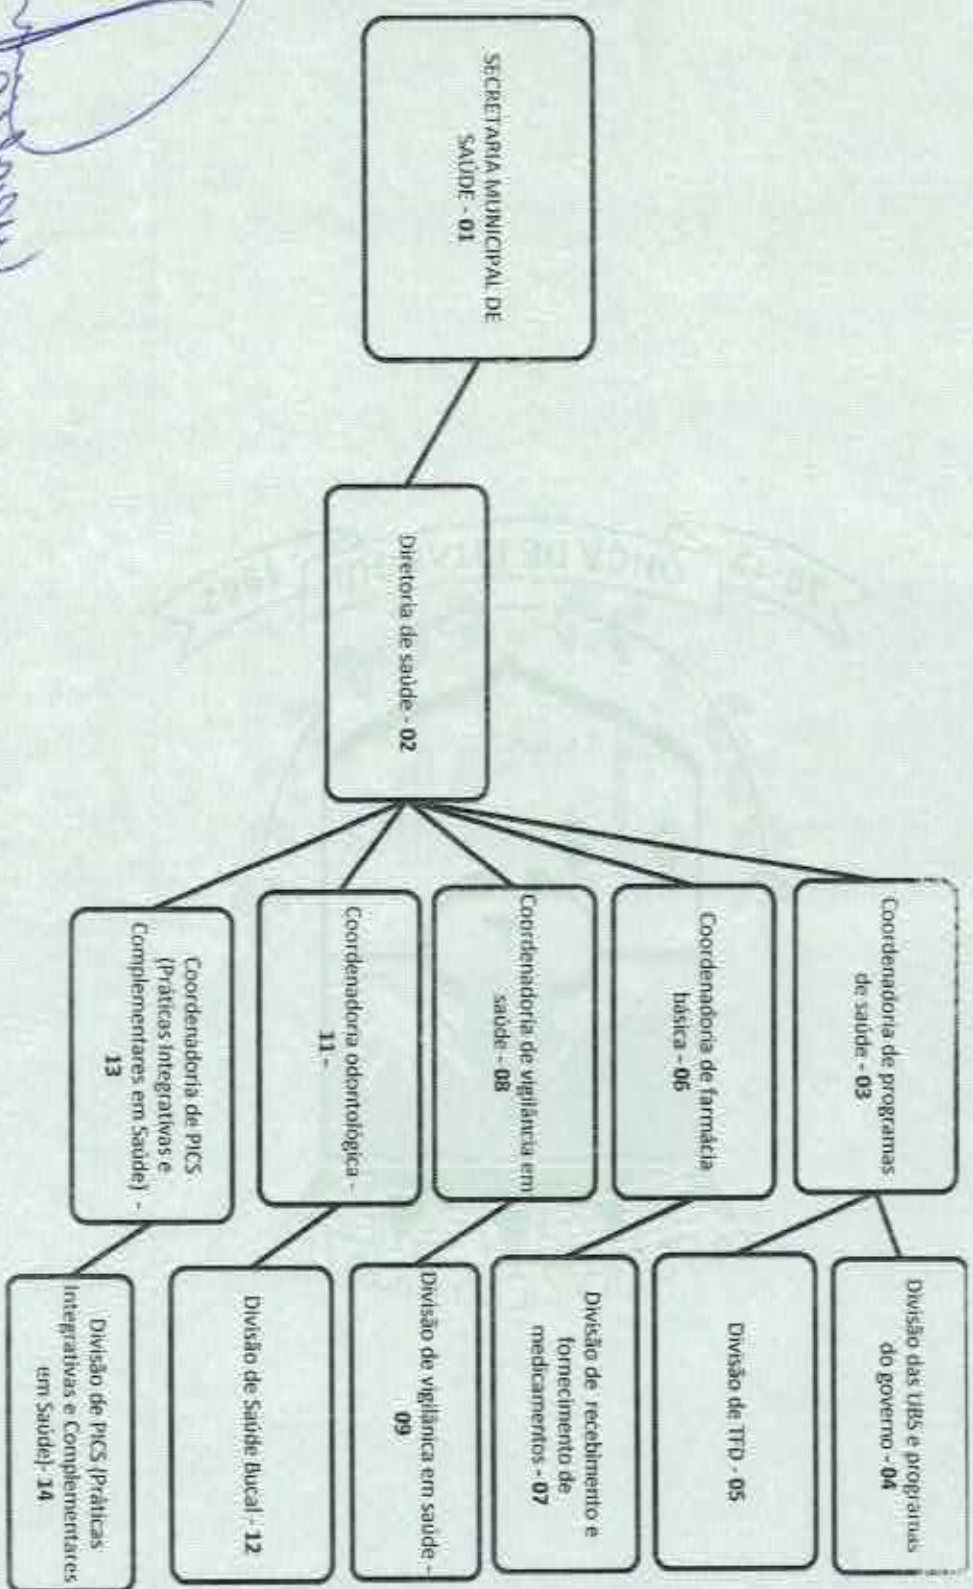 SECRETARIA MUNICIPAL DE
SAÚDE - 01
Diretoria de saúde - 02
Coordenadoria de programas
de saúde - 03
Divisão das UBS e programas
do governo - 04
Divisão de TFD - 05
Coordenadoria de farmácia
básica - 06
Divisão de recebimento e
fornecimento de
medicamentos - 07
Coordenadoria de vigilância em
saúde - 08
Divisão de vigilânica em saúde -
09
Coordenadoria odontológica -
11 -
Divisão de Saúde Bucal - 12
Coordenadoria de PICS
(Práticas Integrativas e
Complementares em Saúde) -
13
Divisão de PICS (Práticas
Integrativas e Complementares
em Saúde)- 14